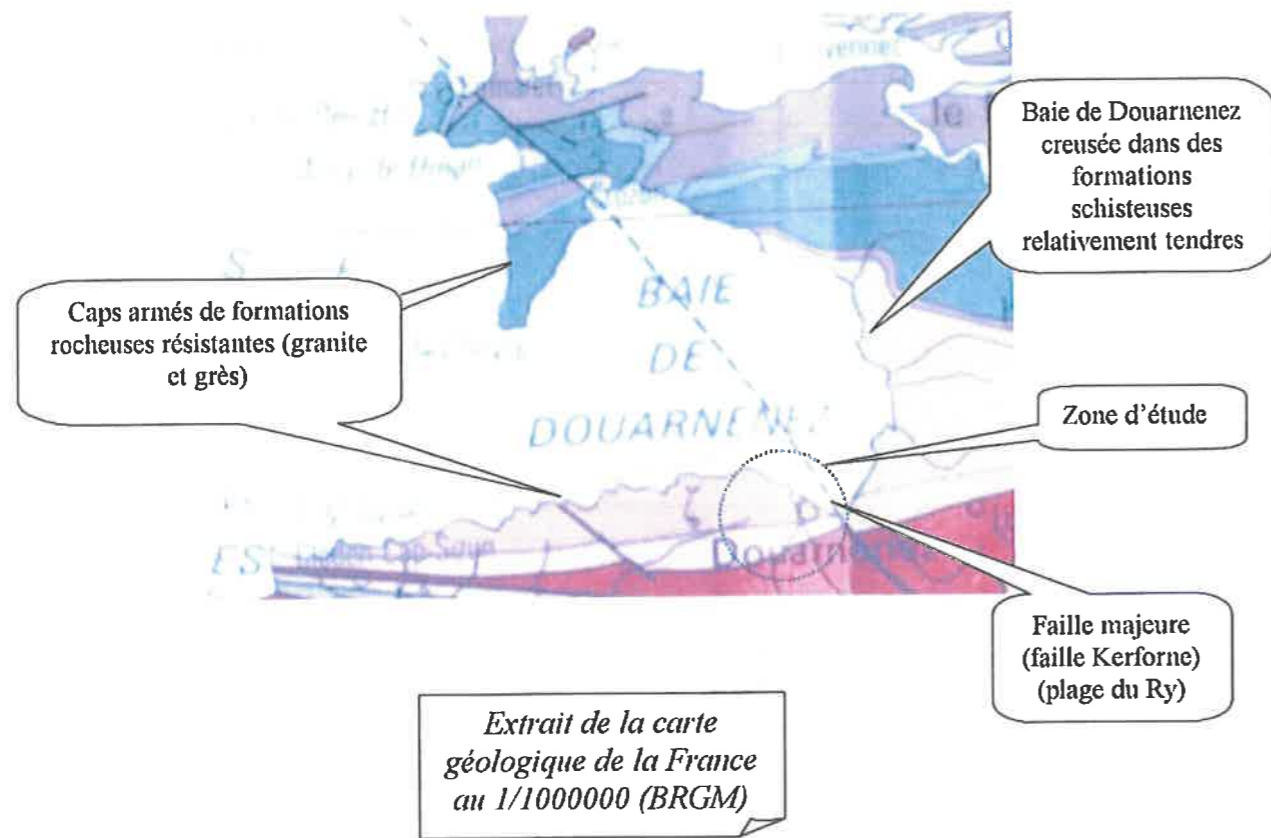 Baie de Douarnenez
creusée dans des
formations
schisteuses
relativement tendres
Caps armés de formations
rocheuses résistantes (granite
et grès)
BAIE
DE
DOUARNENEZ
Zone d'étude
Faille majeure
(faille Kerforne)
(plage du Ry)
Extrait de la carte
géologique de la France
au 1/1000000 (BRGM)